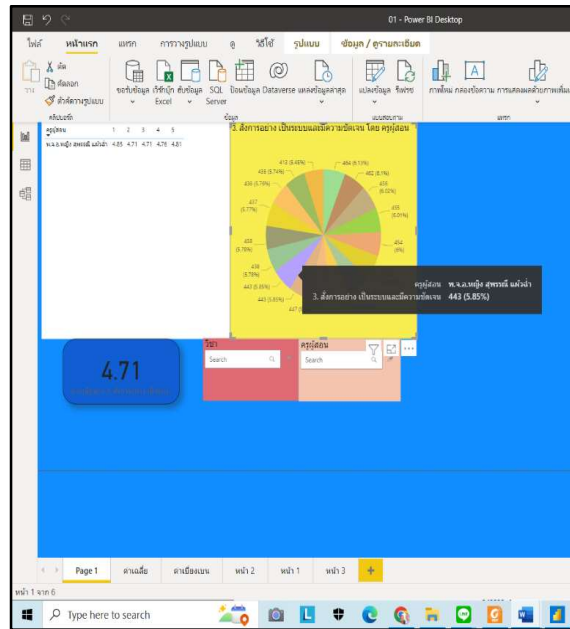 01 - Power BI Desktop
ไฟล์ หน้าแรก แทรก การวางรูปแบบ ดู วิธีใช้ รูปแบบ ข้อมูล / ดูรายละเอียด
วาง
ตัด
คัดลอก
ตัวคัดวางรูปแบบ
คลิปบอร์ด
ขอรับข้อมูล
เวิร์กบุ๊ก Excel
ฮับข้อมูล
SQL Server
ป้อนข้อมูล
Dataverse
แหล่งข้อมูลล่าสุด
ข้อมูล
แปลงข้อมูล
รีเฟรช
แบบสอบถาม
ภาพใหม่
กล่องข้อความ
แทรก
ครูผู้สอน 1 2 3 4 5
4.85 4.71 4.71 4.78 4.81
3. สั่งการอย่าง เป็นระบบและมีความชัดเจน โดย ครูผู้สอน
464 (6.13%)
462 (6.1%)
454
443 (5.85%)
ครูผู้สอน พ.จ.อ.หญิง สุพรรณี
3. สั่งการอย่าง เป็นระบบและมีความชัดเจน 443 (5.85%)
วิชา
Search
ครูผู้สอน
Search
4.71
Page 1 ค่าเฉลี่ย ค่าเบี่ยงเบน หน้า 2 หน้า 1 หน้า 3 +
หน้า 1 จาก 6
Type here to search